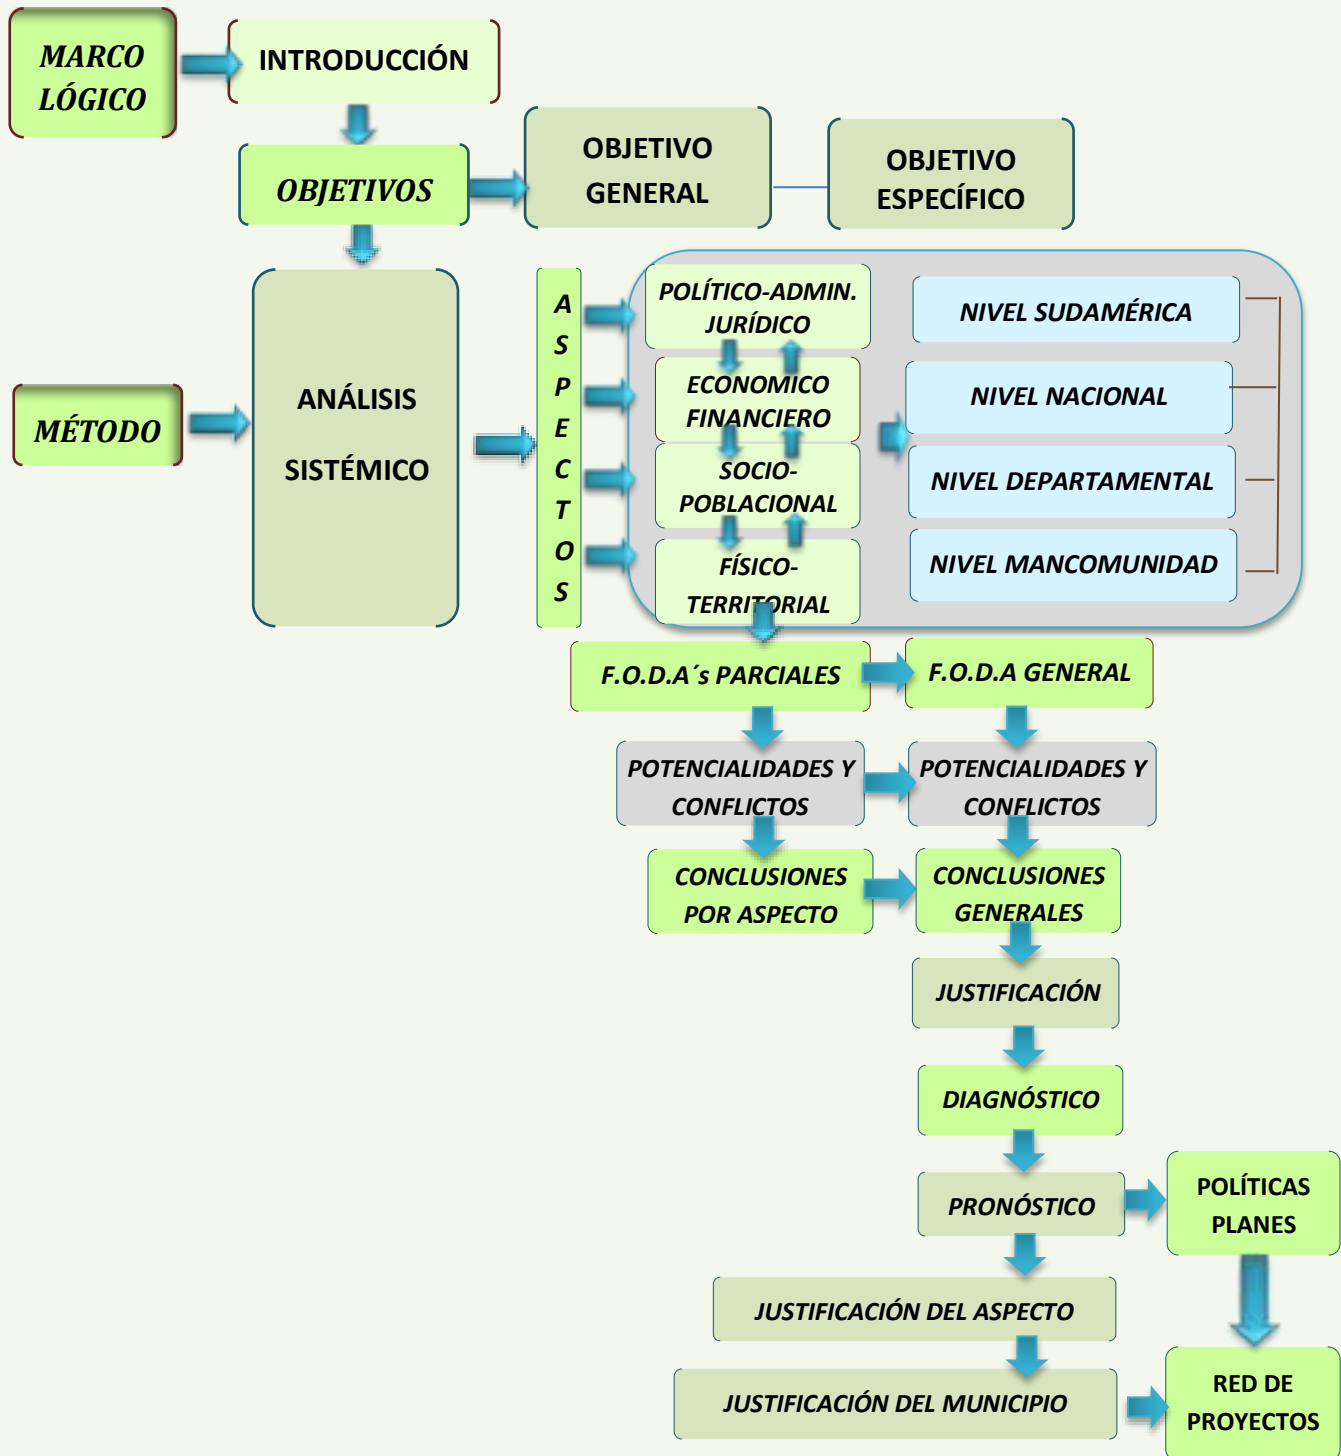 MARCO
LÓGICO
INTRODUCCIÓN
OBJETIVOS
OBJETIVO
GENERAL
OBJETIVO
ESPECÍFICO
MÉTODO
ANÁLISIS
SISTÉMICO
A
S
P
E
C
T
O
S
POLÍTICO-ADMIN.
JURÍDICO
ECONOMICO
FINANCIERO
SOCIO-
POBLACIONAL
FÍSICO-
TERRITORIAL
NIVEL SUDAMÉRICA
NIVEL NACIONAL
NIVEL DEPARTAMENTAL
NIVEL MANCOMUNIDAD
F.O.D.A´s PARCIALES
F.O.D.A GENERAL
POTENCIALIDADES Y
CONFLICTOS
POTENCIALIDADES Y
CONFLICTOS
CONCLUSIONES
POR ASPECTO
CONCLUSIONES
GENERALES
JUSTIFICACIÓN
DIAGNÓSTICO
PRONÓSTICO
POLÍTICAS
PLANES
JUSTIFICACIÓN DEL ASPECTO
JUSTIFICACIÓN DEL MUNICIPIO
RED DE
PROYECTOS